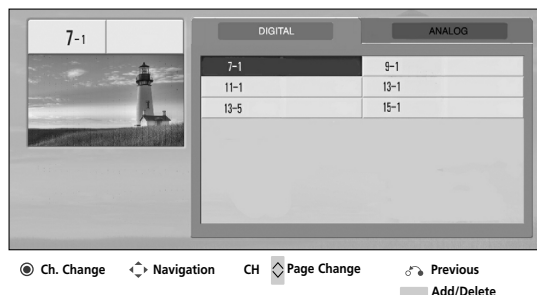 7-1
DIGITAL ANALOG
7-1 9-1
11-1 13-1
13-5 15-1
Ch. Change Navigation CH Page Change Previous
Add/Delete